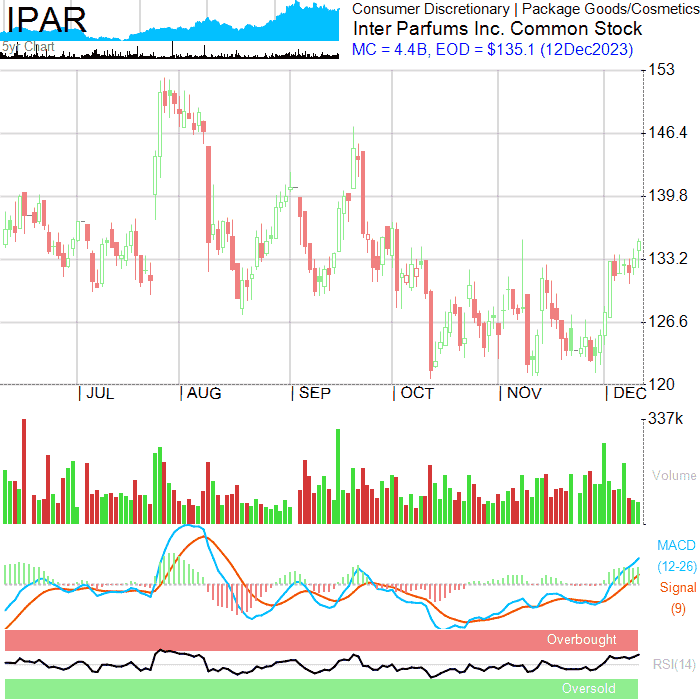 IPAR
5yr Chart
Consumer Discretionary | Package Goods/Cosmetics
Inter Parfums Inc. Common Stock
MC = 4.4B, EOD = $135.1 (12Dec2023)
153
146.4
139.8
133.2
126.6
120
| JUL | AUG | SEP | OCT | NOV | DEC
337k
Volume
MACD
(12-26)
Signal
(9)
Overbought
RSI(14)
Oversold